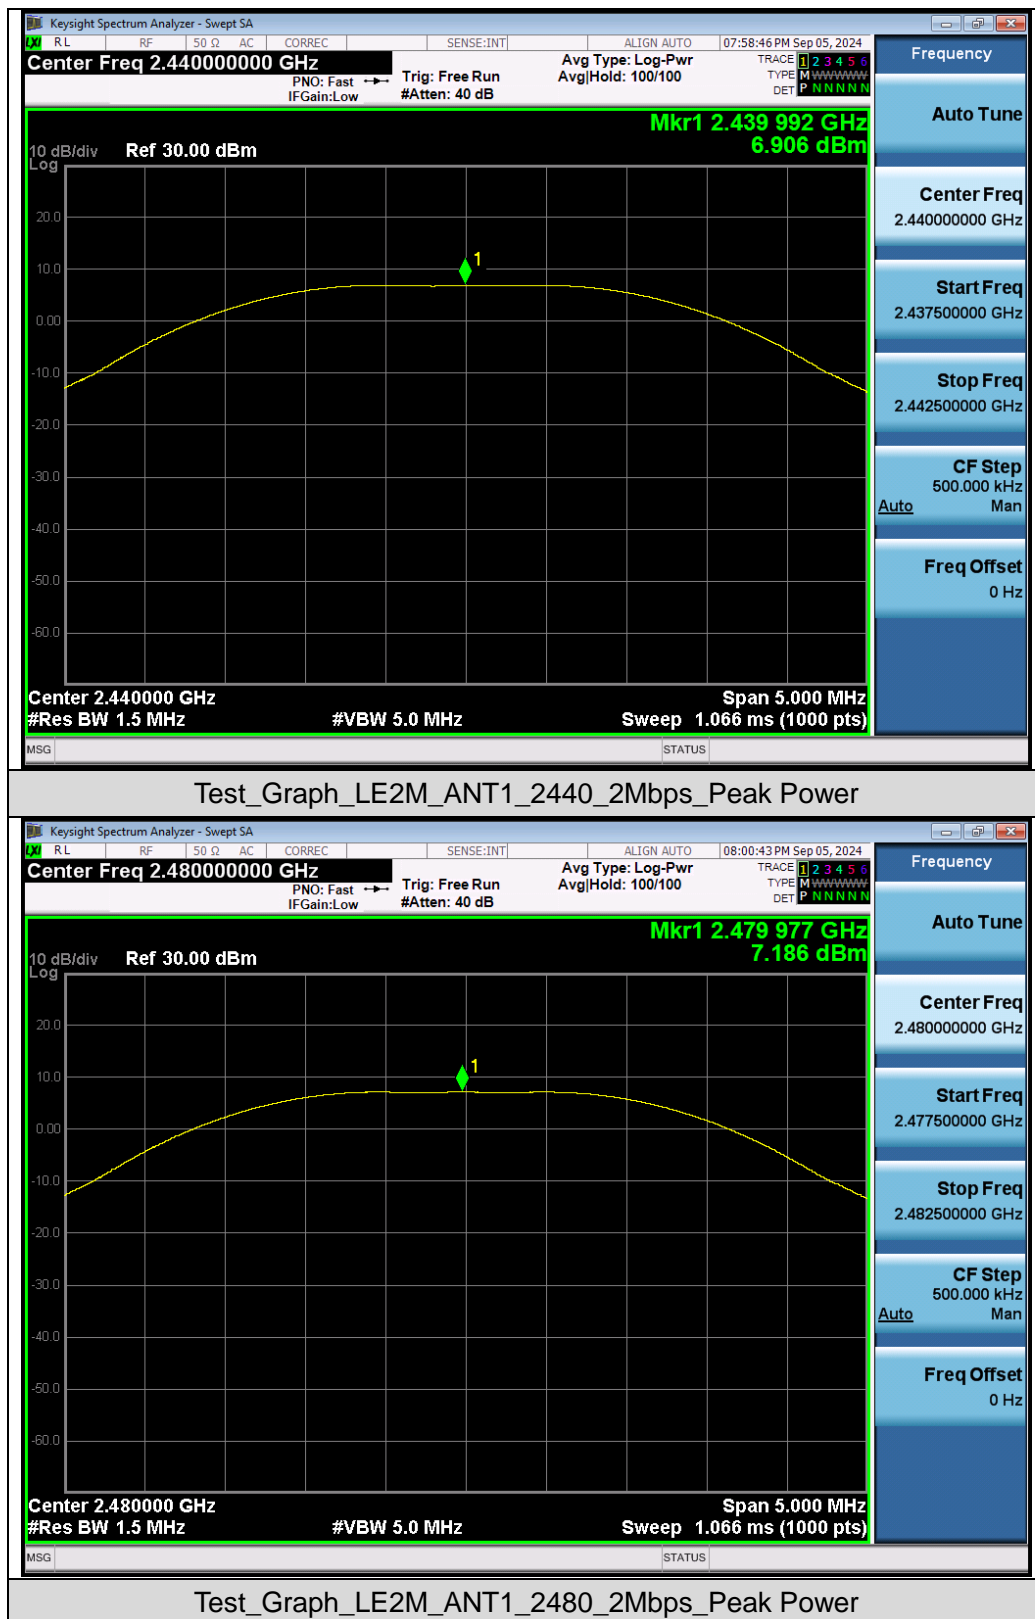 Keysight Spectrum Analyzer - Swept SA
LXI RL RF 50 Ω AC CORREC SENSE:INT ALIGN AUTO 07:58:46 PM Sep 05, 2024
Center Freq 2.440000000 GHz
PNO: Fast
IFGain:Low
Trig: Free Run
#Atten: 40 dB
Avg Type: Log-Pwr
Avg|Hold: 100/100
TRACE 1 2 3 4 5 6
TYPE M WWWWW
DET P N N N N N
Frequency
Auto Tune
Center Freq
2.440000000 GHz
Start Freq
2.437500000 GHz
Stop Freq
2.442500000 GHz
CF Step
500.000 kHz
Auto Man
Freq Offset
0 Hz
Mkr1 2.439 992 GHz
6.906 dBm
10 dB/div Ref 30.00 dBm
Log
1
20.0
10.0
0.00
-10.0
-20.0
-30.0
-40.0
-50.0
-60.0
Center 2.440000 GHz Span 5.000 MHz
#Res BW 1.5 MHz #VBW 5.0 MHz Sweep 1.066 ms (1000 pts)
MSG STATUS
Test_Graph_LE2M_ANT1_2440_2Mbps_Peak Power
Keysight Spectrum Analyzer - Swept SA
LXI RL RF 50 Ω AC CORREC SENSE:INT ALIGN AUTO 08:00:43 PM Sep 05, 2024
Center Freq 2.480000000 GHz
PNO: Fast
IFGain:Low
Trig: Free Run
#Atten: 40 dB
Avg Type: Log-Pwr
Avg|Hold: 100/100
TRACE 1 2 3 4 5 6
TYPE M WWWWW
DET P N N N N N
Frequency
Auto Tune
Center Freq
2.480000000 GHz
Start Freq
2.477500000 GHz
Stop Freq
2.482500000 GHz
CF Step
500.000 kHz
Auto Man
Freq Offset
0 Hz
Mkr1 2.479 977 GHz
7.186 dBm
10 dB/div Ref 30.00 dBm
Log
1
20.0
10.0
0.00
-10.0
-20.0
-30.0
-40.0
-50.0
-60.0
Center 2.480000 GHz Span 5.000 MHz
#Res BW 1.5 MHz #VBW 5.0 MHz Sweep 1.066 ms (1000 pts)
MSG STATUS
Test_Graph_LE2M_ANT1_2480_2Mbps_Peak Power